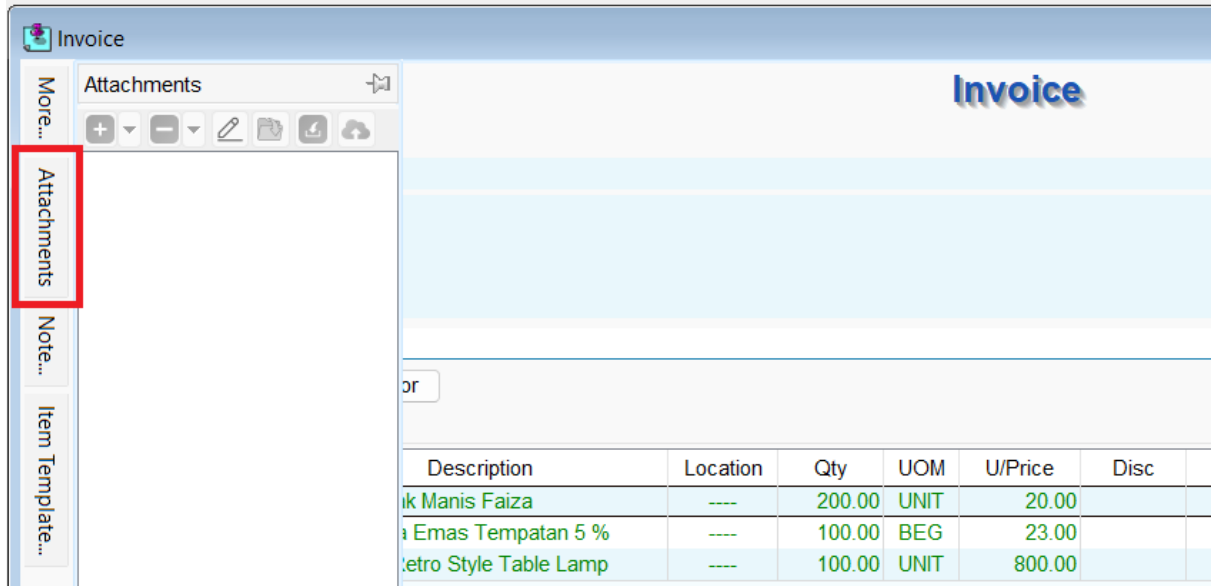 Invoice
More...
Attachments
Note...
Item Template...
Attachments
Invoice
or
Description Location Qty UOM U/Price Disc
k Manis Faiza ---- 200.00 UNIT 20.00
Emas Tempatan 5 % ---- 100.00 BEG 23.00
Retro Style Table Lamp ---- 100.00 UNIT 800.00